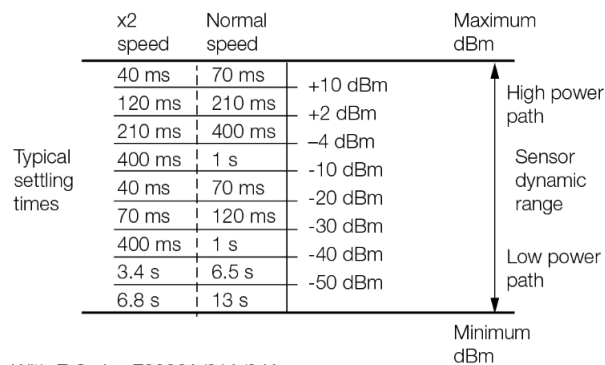 x2 speed
Normal speed
Maximum dBm
40 ms 70 ms
+10 dBm
120 ms 210 ms
+2 dBm
210 ms 400 ms
–4 dBm
400 ms 1 s
-10 dBm
40 ms 70 ms
-20 dBm
70 ms 120 ms
-30 dBm
400 ms 1 s
-40 dBm
3.4 s 6.5 s
-50 dBm
6.8 s 13 s
Typical
settling
times
High power
path
Sensor
dynamic
range
Low power
path
Minimum
dBm